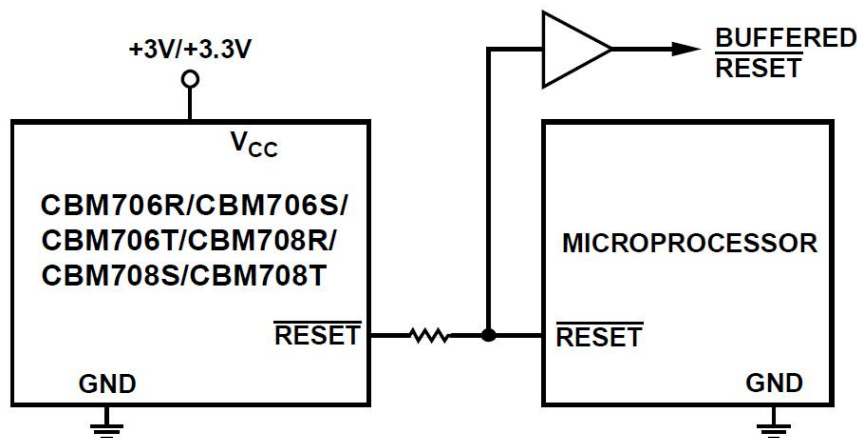 +3V/+3.3V
BUFFERED
RESET
VCC
CBM706R/CBM706S/
CBM706T/CBM708R/
CBM708S/CBM708T
MICROPROCESSOR
RESET
RESET
GND
GND